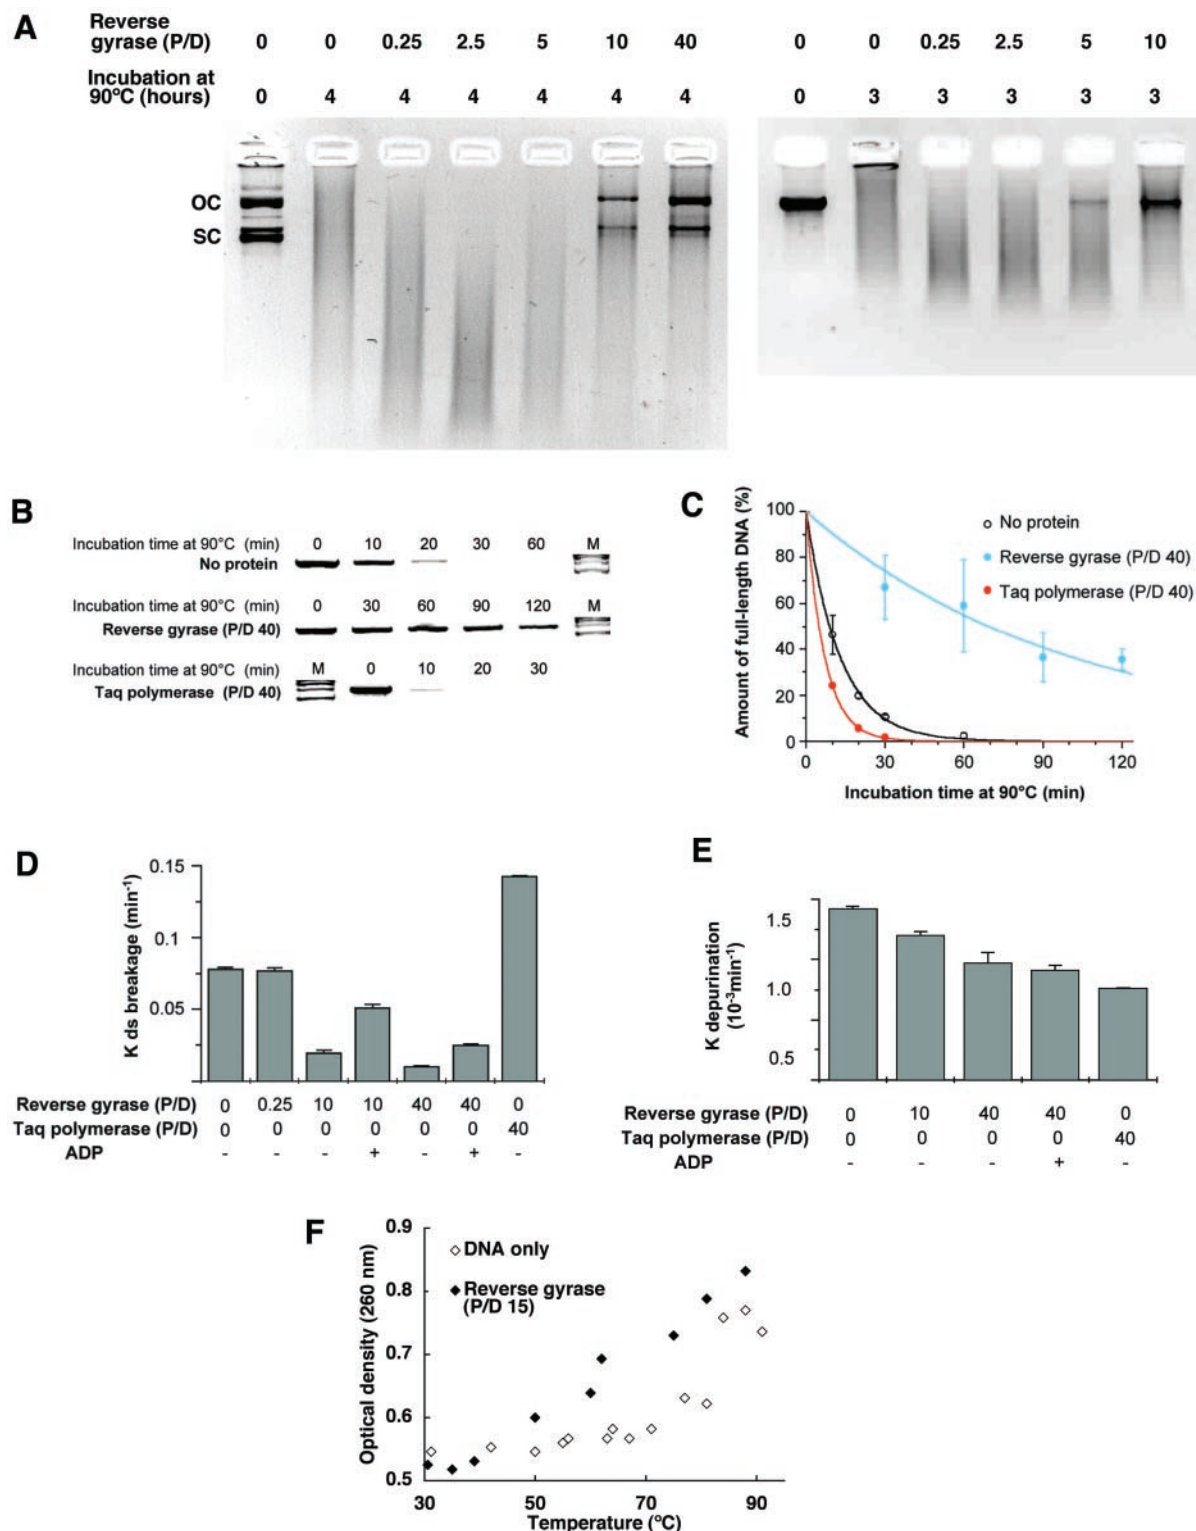 A
Reverse
gyrase (P/D) 0 0 0.25 2.5 5 10 40 0 0 0.25 2.5 5 10
Incubation at
90ºC (hours) 0 4 4 4 4 4 4 0 3 3 3 3 3
OC
SC
B
Incubation time at 90°C (min) 0 10 20 30 60 M
No protein
Incubation time at 90°C (min) 0 30 60 90 120 M
Reverse gyrase (P/D 40)
Incubation time at 90°C (min) M 0 10 20 30
Taq polymerase (P/D 40)
C
Amount of full-length DNA (%)
100
80
60
40
20
0
0 30 60 90 120
Incubation time at 90°C (min)
No protein
Reverse gyrase (P/D 40)
Taq polymerase (P/D 40)
D
K ds breakage (min-1)
0.15
0.1
0.05
Reverse gyrase (P/D) 0 0.25 10 10 40 40 0
Taq polymerase (P/D) 0 0 0 0 0 0 40
ADP - - - + - + -
E
K depurination
(10-3min-1)
1.5
1.0
0.5
Reverse gyrase (P/D) 0 10 40 40 0
Taq polymerase (P/D) 0 0 0 0 40
ADP - - - + -
F
Optical density (260 nm)
0.9
0.8
0.7
0.6
0.5
DNA only
Reverse gyrase
(P/D 15)
30 50 70 90
Temperature (ºC)